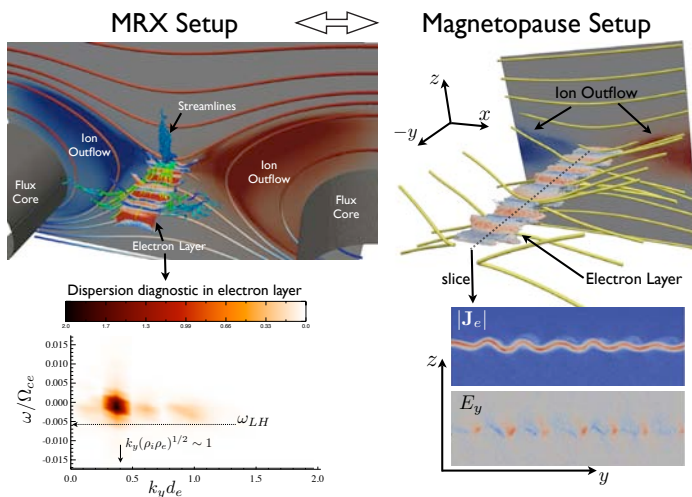 MRX Setup
Magnetopause Setup
Streamlines
Ion
Outflow
Ion
Outflow
Flux
Core
Flux
Core
Electron Layer
z
x
−y
Ion Outflow
Electron Layer
slice
Dispersion diagnostic in electron layer
2.0 1.7 1.3 0.99 0.66 0.33 0.0
ω/Ω_ce
0.015
0.010
0.005
0.000
-0.005
-0.010
-0.015
ω_LH
k_y(ρ_iρ_e)^{1/2} ∼ 1
0.0 0.5 1.0 1.5 2.0
k_y d_e
|J_e|
z
E_y
y